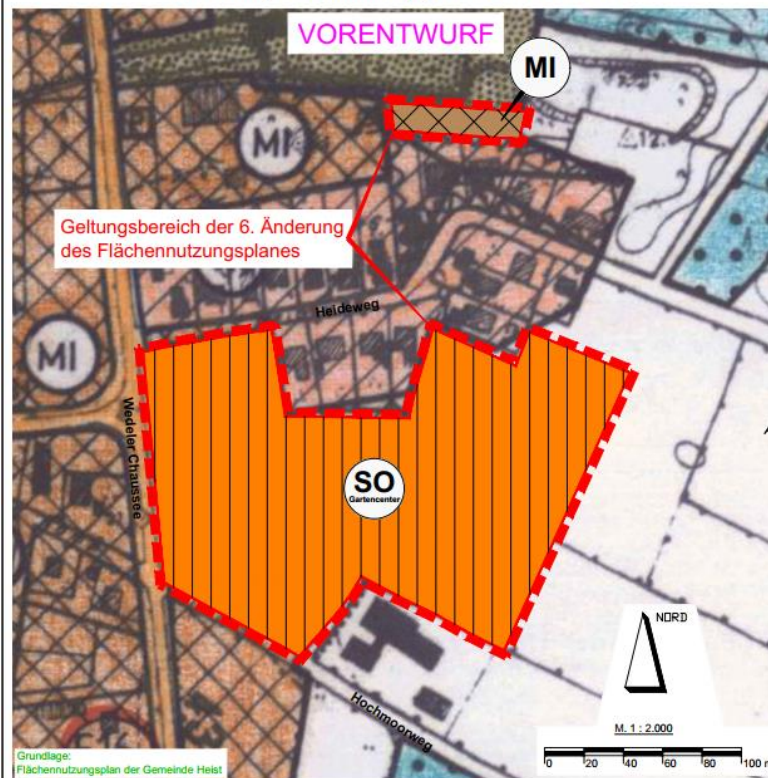 VORENTWURF
MI
MI
12.
Geltungsbereich der 6. Änderung
des Flächennutzungsplanes
Heideweg
MI
Wedeler Chaussee
SO
Gartencenter
NORD
Hochmoorweg
M. 1 : 2.000
0 20 40 60 80 100 m
Grundlage:
Flächennutzungsplan der Gemeinde Heist